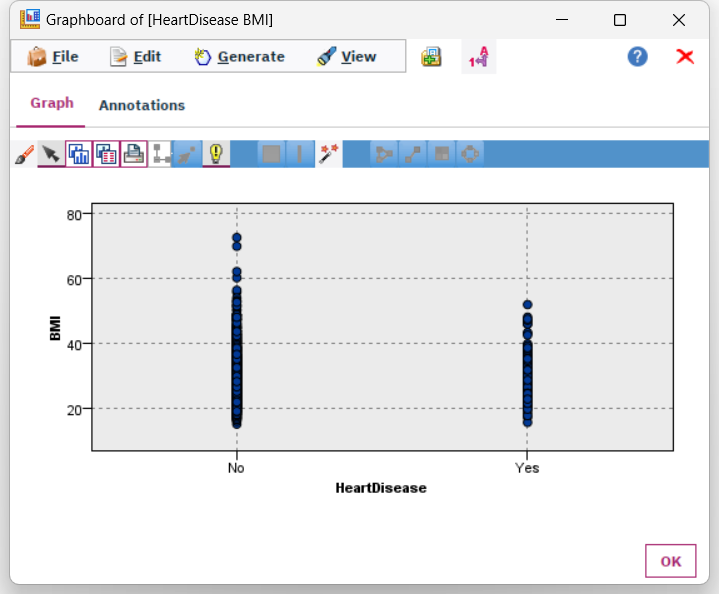 Graphboard of [HeartDisease BMI]
File Edit Generate View
Graph Annotations
80
60
40
20
BMI
No Yes
HeartDisease
OK